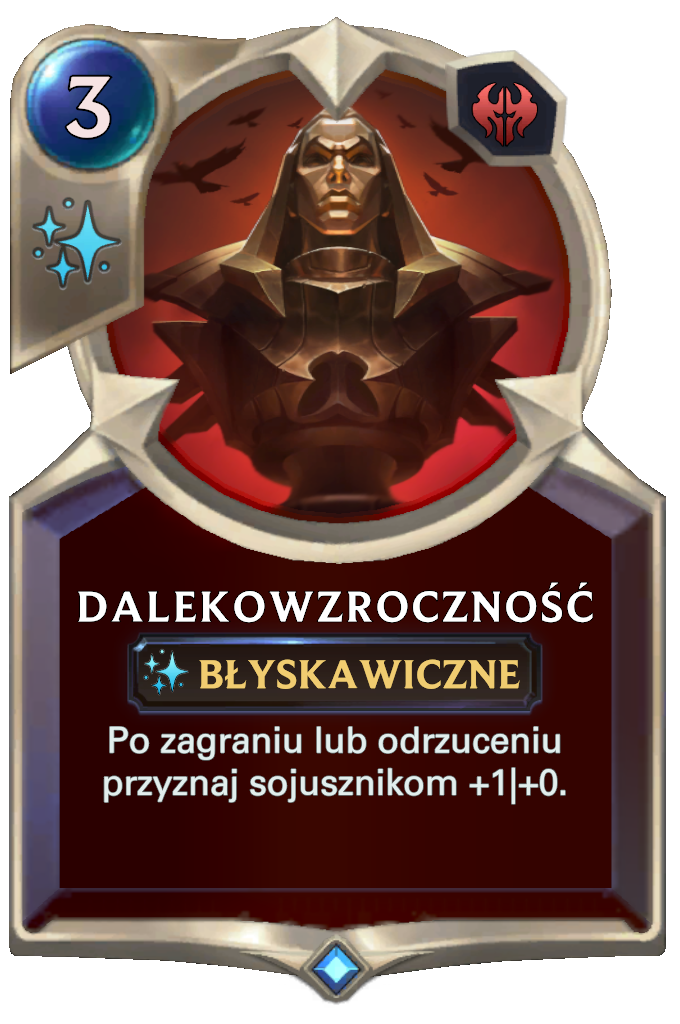 3
DALEKOWZROCZNOŚĆ
BŁYSKAWICZNE
Po zagraniu lub odrzuceniu
przyznaj sojusznikom +1|+0.